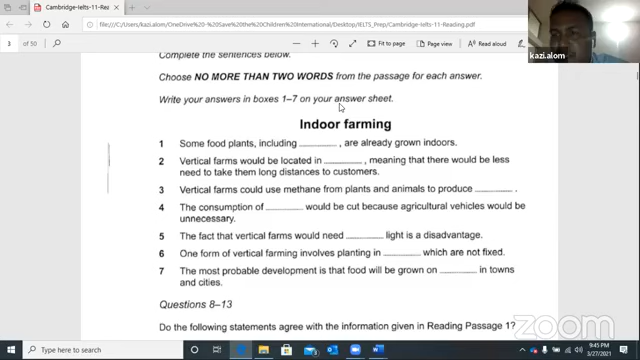 Cambridge-Ielts-11-Reading.pdf
file:///C:/Users/kazi.alom/OneDrive%20-%20Save%20the%20Children%20International/Desktop/IELTS_Prep/Cambridge-Ielts-11-Reading.pdf
3 of 50
Fit to page
Page view
Read aloud
kazi.alom
Complete the sentences below.
Choose NO MORE THAN TWO WORDS from the passage for each answer.
Write your answers in boxes 1–7 on your answer sheet.
Indoor farming
1 Some food plants, including ________ , are already grown indoors.
2 Vertical farms would be located in ________ , meaning that there would be less
need to take them long distances to customers.
3 Vertical farms could use methane from plants and animals to produce ________ .
4 The consumption of ________ would be cut because agricultural vehicles would be
unnecessary.
5 The fact that vertical farms would need ________ light is a disadvantage.
6 One form of vertical farming involves planting in ________ which are not fixed.
7 The most probable development is that food will be grown on ________ in towns
and cities.
Questions 8–13
Do the following statements agree with the information given in Reading Passage 1?
zoom
Type here to search
9:45 PM
3/27/2021